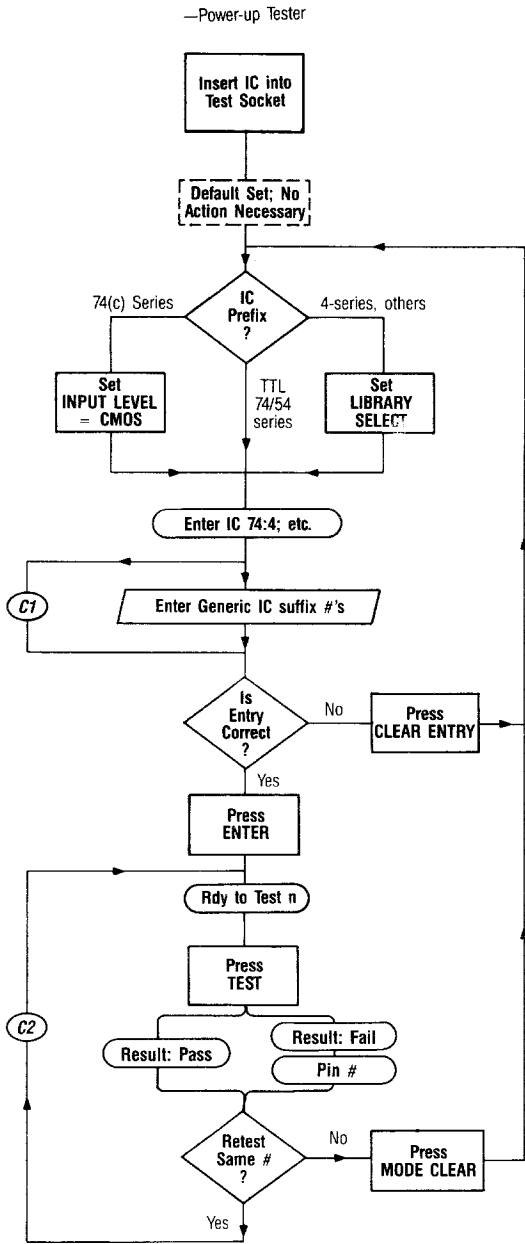 —Power-up Tester
Insert IC into
Test Socket
Default Set; No
Action Necessary
IC
Prefix
?
74(c) Series
4-series, others
Set
INPUT LEVEL
= CMOS
TTL
74/54
series
Set
LIBRARY
SELECT
Enter IC 74:4; etc.
C1
Enter Generic IC suffix #'s
Is
Entry
Correct
?
No
Press
CLEAR ENTRY
Yes
Press
ENTER
Rdy to Test n
Press
TEST
C2
Result: Pass
Result: Fail
Pin #
Retest
Same #
?
No
Press
MODE CLEAR
Yes